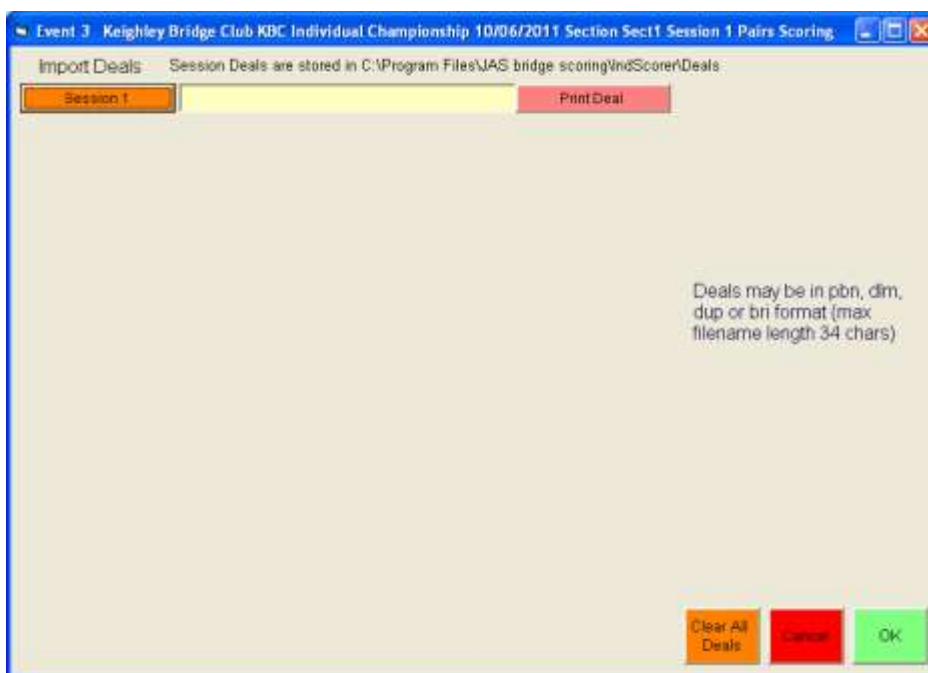 Event 3 Keighley Bridge Club KBC Individual Championship 10/06/2011 Section Sect1 Session 1 Pairs Scoring
Import Deals Session Deals are stored in C:\Program Files\JAS bridge scoring\IndScorer\Deals
Session 1 Print Deal
Deals may be in pbn, dlm,
dup or bri format (max
filename length 34 chars)
Clear All
Deals
Cancel
OK